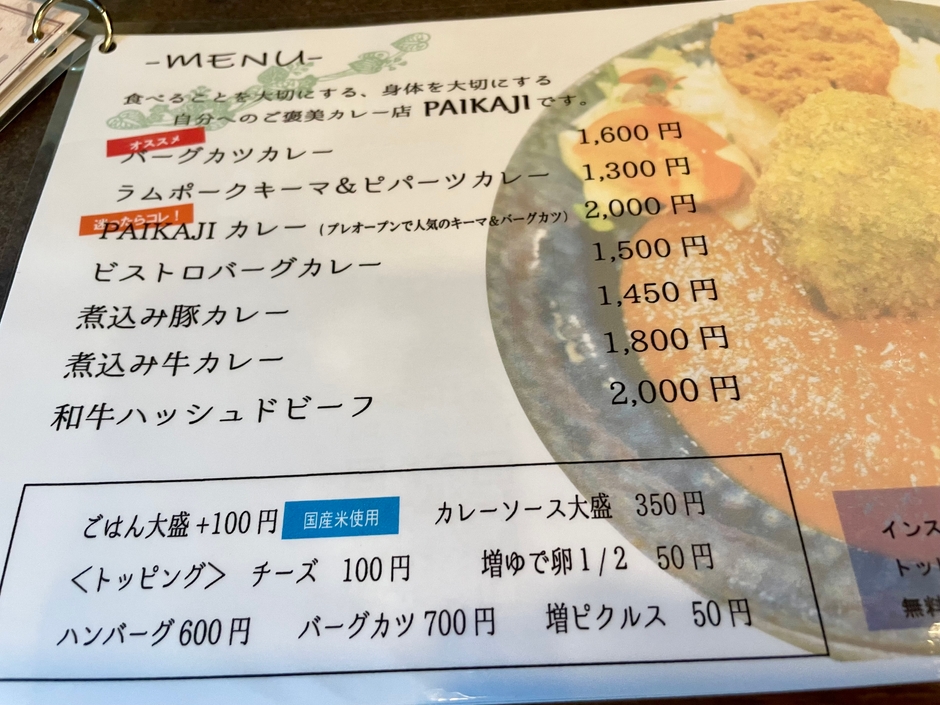 -MENU-
食べることを大切にする、身体を大切にする
自分へのご褒美カレー店 PAIKAJIです。
オススメ
バーグカツカレー 1,600円
ラムポークキーマ&ピパーツカレー 1,300円
迷ったらコレ！
PAIKAJI カレー (プレオープンで人気のキーマ&バーグカツ) 2,000円
ビストロバーグカレー 1,500円
煮込み豚カレー 1,450円
煮込み牛カレー 1,800円
和牛ハッシュドビーフ 2,000円
ごはん大盛+100円 国産米使用 カレーソース大盛 350円
<トッピング> チーズ 100円 増ゆで卵1/2 50円
ハンバーグ600円 バーグカツ700円 増ピクルス 50円
インス
トッ
無料